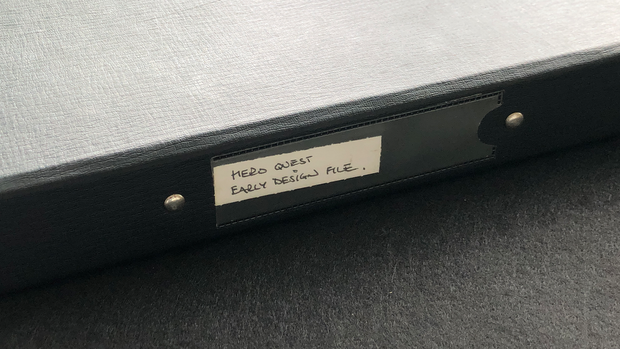 HERO QUEST
EARLY DESIGN FILE.